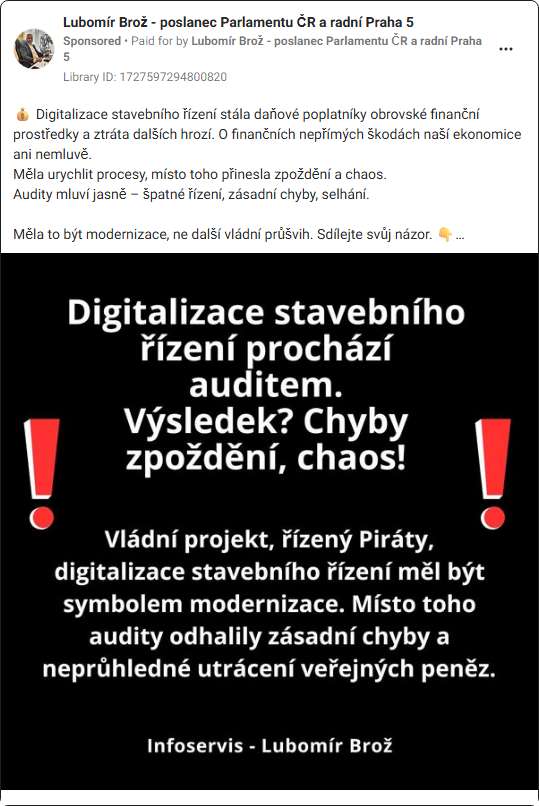 Lubomír Brož - poslanec Parlamentu ČR a radní Praha 5
Sponsored • Paid for by Lubomír Brož - poslanec Parlamentu ČR a radní Praha
5
Library ID: 1727597294800820
💰 Digitalizace stavebního řízení stála daňové poplatníky obrovské finanční
prostředky a ztráta dalších hrozí. O finančních nepřímých škodách naší ekonomice
ani nemluvě.
Měla urychlit procesy, místo toho přinesla zpoždění a chaos.
Audity mluví jasně – špatné řízení, zásadní chyby, selhání.
Měla to být modernizace, ne další vládní průšvih. Sdílejte svůj názor. 👇 ...
Digitalizace stavebního
řízení prochází
auditem.
Výsledek? Chyby
zpoždění, chaos!
Vládní projekt, řízený Piráty,
digitalizace stavebního řízení měl být
symbolem modernizace. Místo toho
audity odhalily zásadní chyby a
neprůhledné utrácení veřejných peněz.
Infoservis - Lubomír Brož